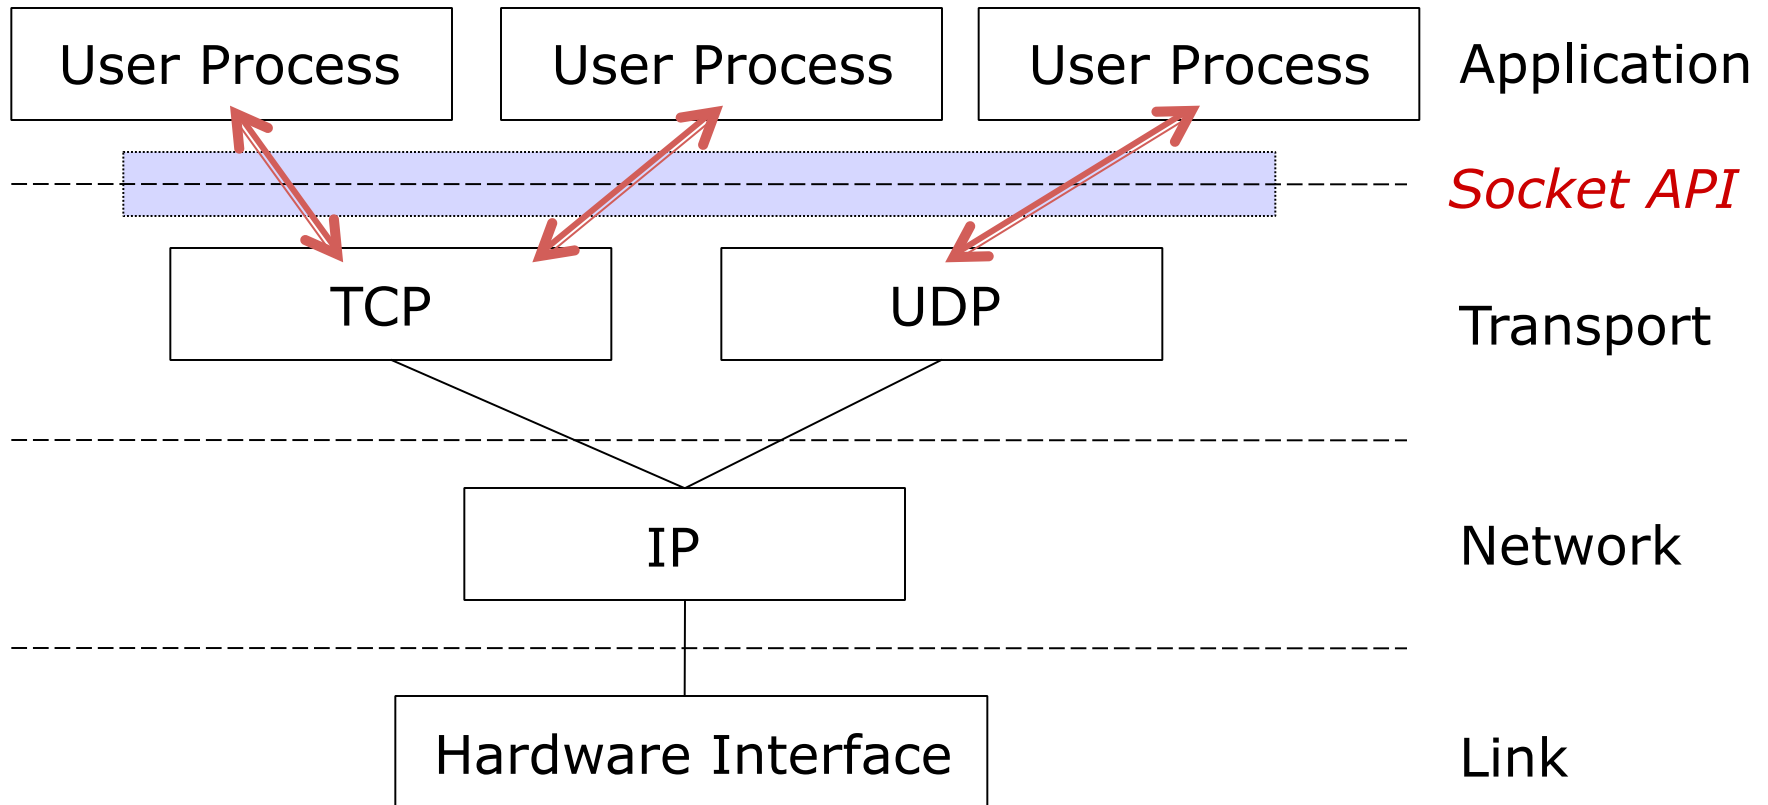 User Process
User Process
User Process
Application
Socket API
TCP
UDP
Transport
IP
Network
Hardware Interface
Link